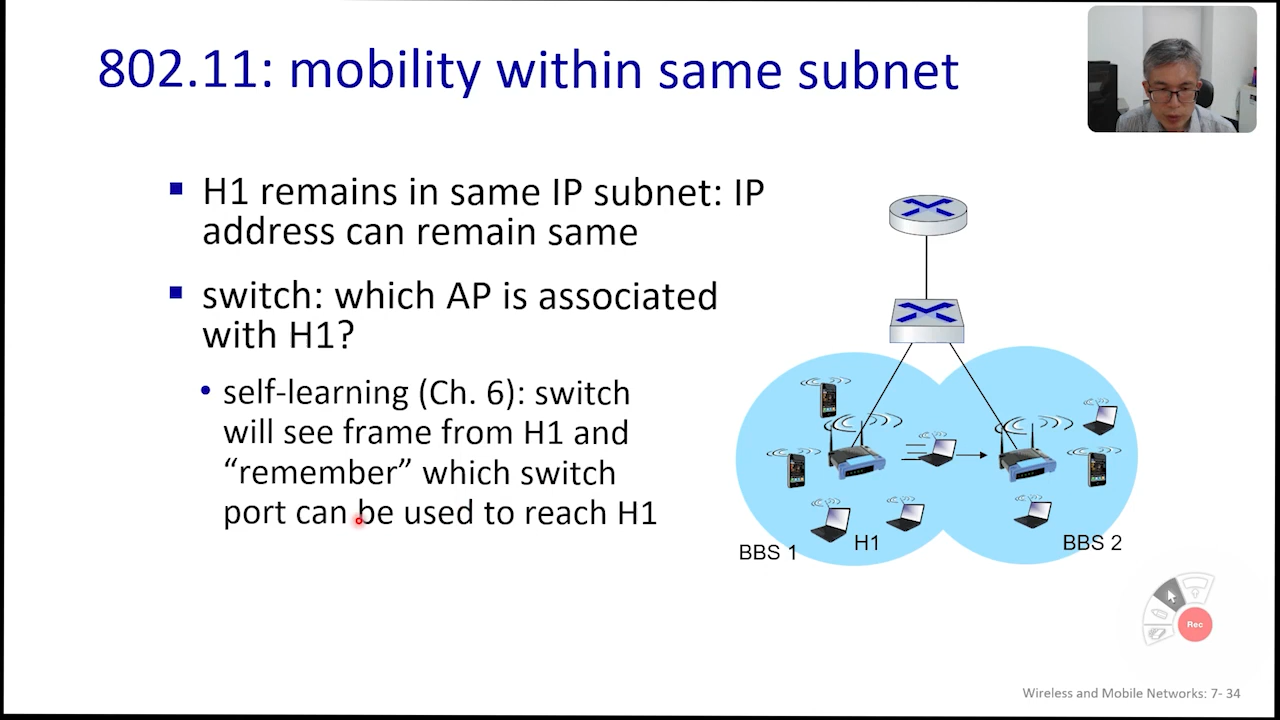 802.11: mobility within same subnet
H1 remains in same IP subnet: IP
address can remain same
switch: which AP is associated
with H1?
self-learning (Ch. 6): switch
will see frame from H1 and
“remember” which switch
port can be used to reach H1
BBS 1
H1
BBS 2
Rec
Wireless and Mobile Networks: 7- 34